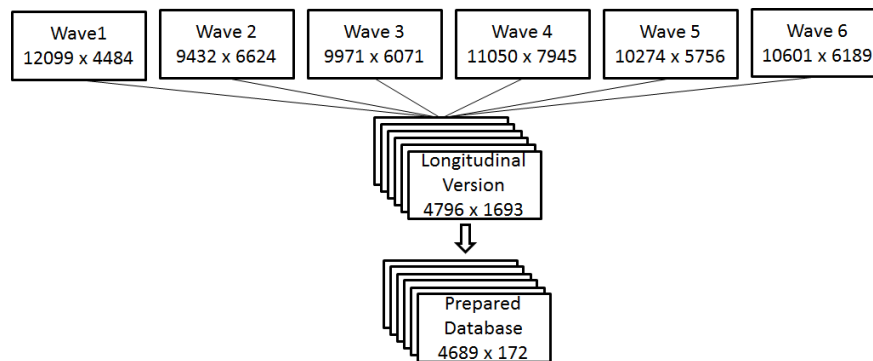 Wave1
12099 x 4484
Wave 2
9432 x 6624
Wave 3
9971 x 6071
Wave 4
11050 x 7945
Wave 5
10274 x 5756
Wave 6
10601 x 6189
Longitudinal
Version
4796 x 1693
Prepared
Database
4689 x 172